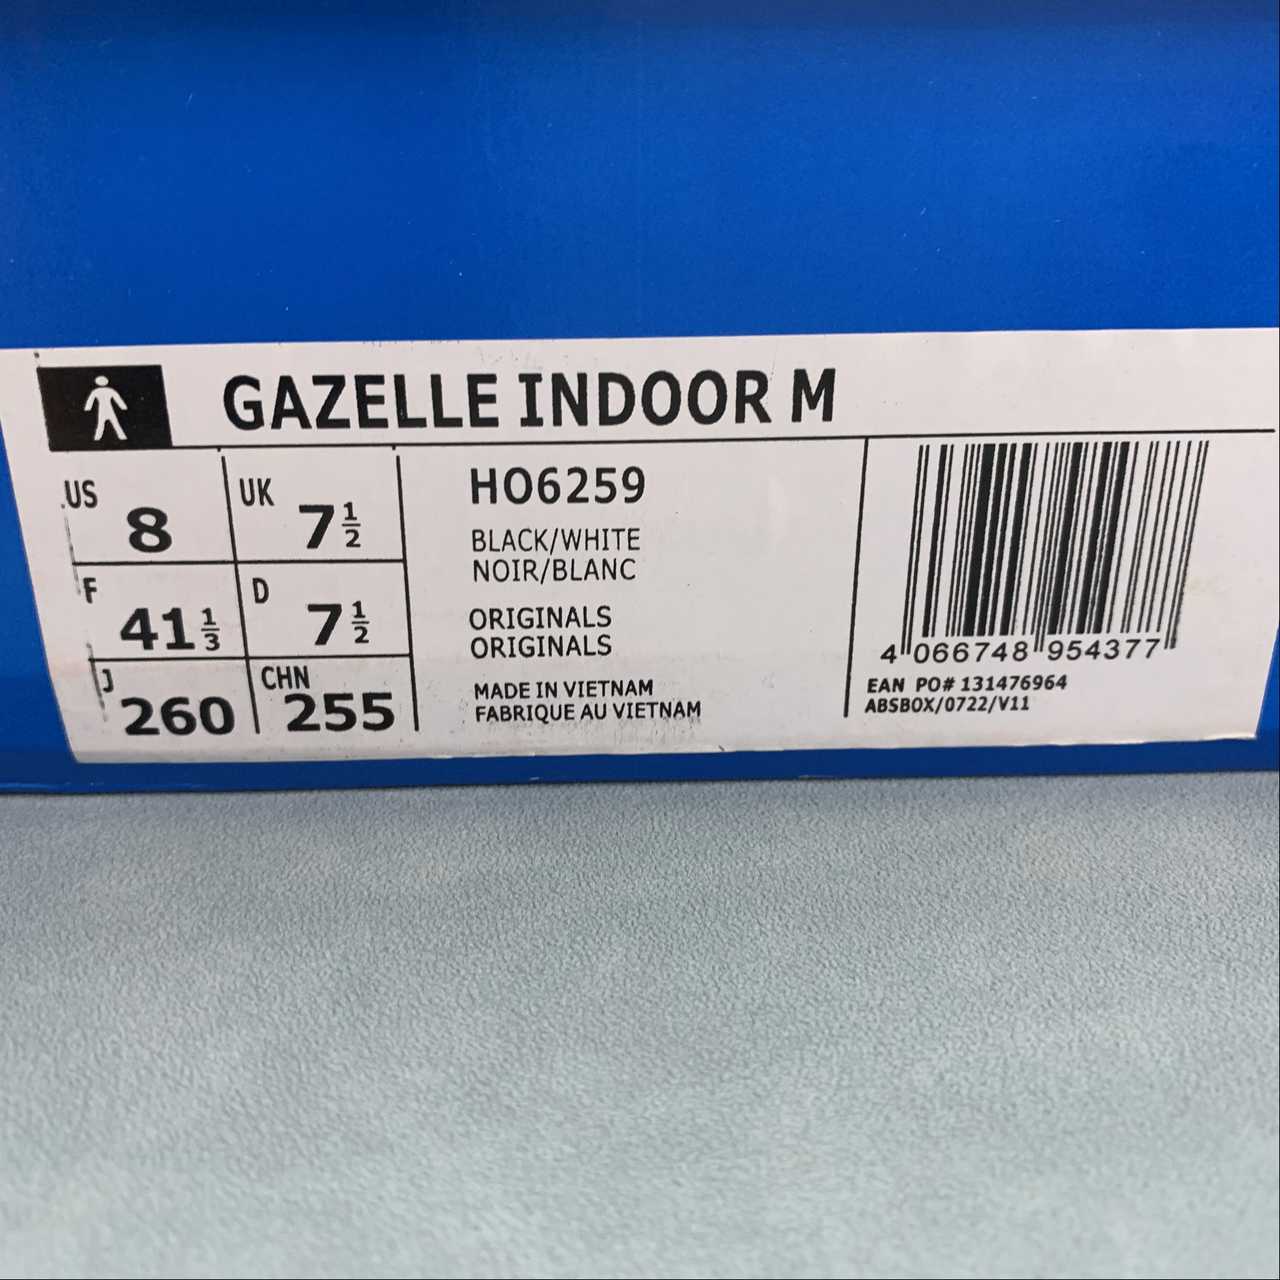 GAZELLE INDOOR M
US 8 UK 7 1/2
F 41 1/3 D 7 1/2
J 260 CHN 255
HO6259
BLACK/WHITE
NOIR/BLANC
ORIGINALS
ORIGINALS
MADE IN VIETNAM
FABRIQUE AU VIETNAM
4 066748 954377
EAN PO# 131476964
ABSBOX/0722/V11